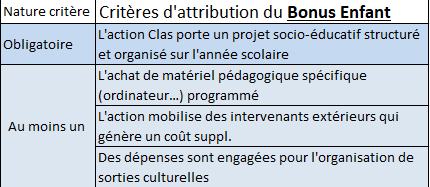 Nature critère Critères d'attribution du Bonus Enfant
Obligatoire
L'action Clas porte un projet socio-éducatif structuré
et organisé sur l'année scolaire
Au moins un
L'achat de matériel pédagogique spécifique
(ordinateur...) programmé
L'action mobilise des intervenants extérieurs qui
génère un coût suppl.
Des dépenses sont engagées pour l'organisation de
sorties culturelles